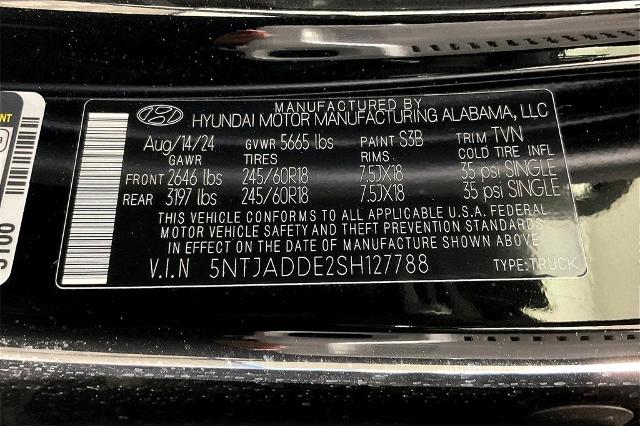 MANUFACTURED BY
HYUNDAI MOTOR MANUFACTURING ALABAMA, LLC
Aug/14/24 GVWR 5665 lbs PAINT S3B TRIM TVN
GAWR TIRES RIMS COLD TIRE INFL
FRONT 2646 lbs 245/60R18 7.5JX18 35 psi SINGLE
REAR 3197 lbs 245/60R18 7.5JX18 35 psi SINGLE
THIS VEHICLE CONFORMS TO ALL APPLICABLE U.S.A. FEDERAL
MOTOR VEHICLE SAFETY AND THEFT PREVENTION STANDARDS
IN EFFECT ON THE DATE OF MANUFACTURE SHOWN ABOVE.
V.I.N 5NTJADDE2SH127788 TYPE:TRUCK